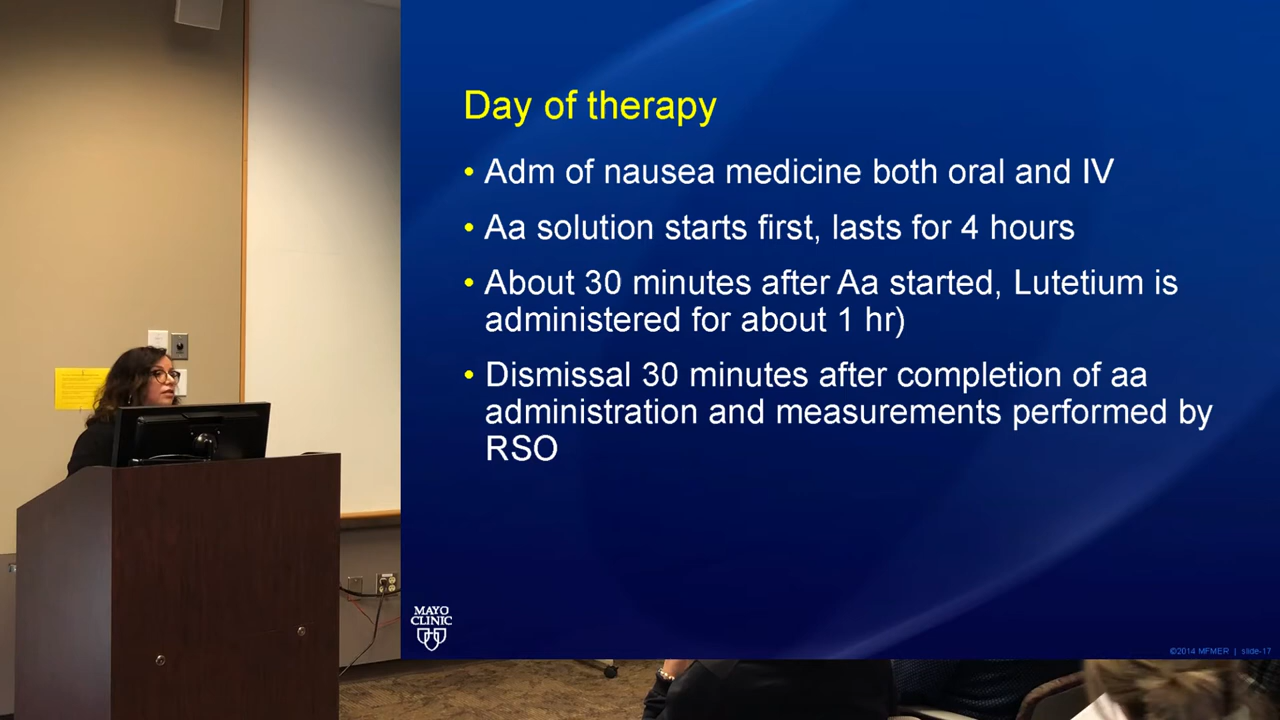 Day of therapy
• Adm of nausea medicine both oral and IV
• Aa solution starts first, lasts for 4 hours
• About 30 minutes after Aa started, Lutetium is
administered for about 1 hr)
• Dismissal 30 minutes after completion of aa
administration and measurements performed by
RSO
MAYO
CLINIC
©2014 MFMER | slide-17